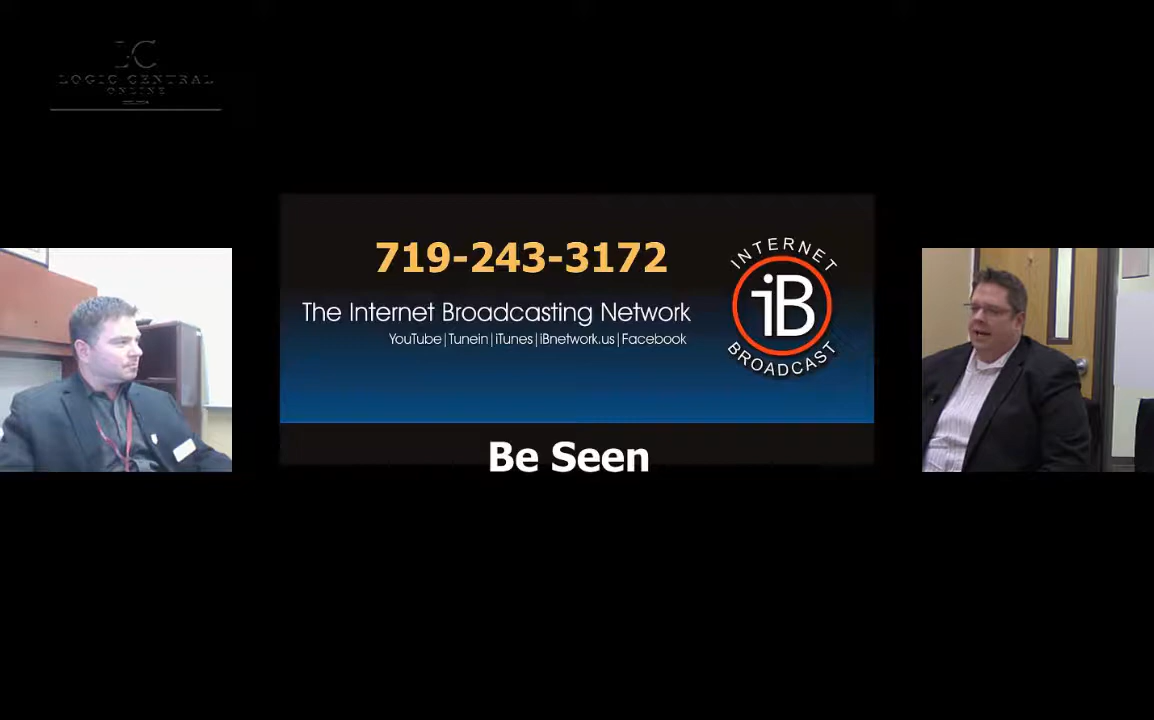 LC
LOGIC CENTRAL
ONLINE
719-243-3172
The Internet Broadcasting Network
YouTube|Tunein|iTunes|iBnetwork.us|Facebook
INTERNET
iB
BROADCAST
Be Seen